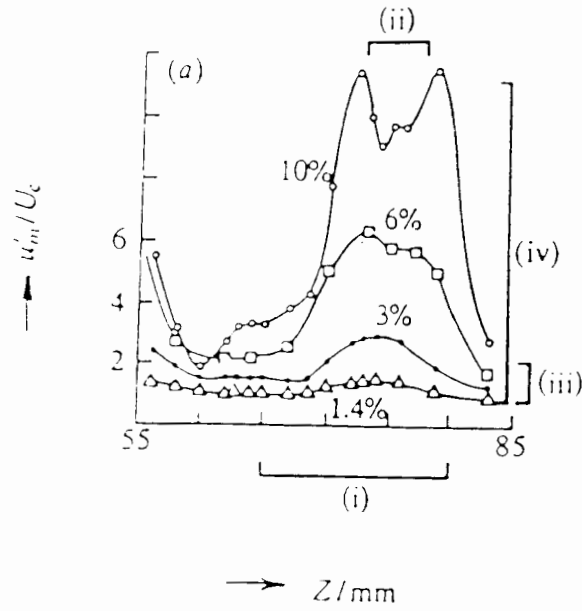 (ii)
(a)
10%
6%
3%
1.4%
6
4
2
(iv)
(iii)
55
85
(i)
u'm/Uc
Z/mm